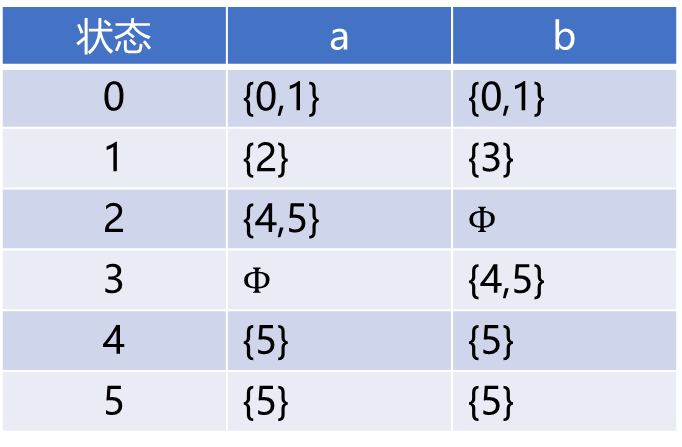 状态 a b
0 {0,1} {0,1}
1 {2} {3}
2 {4,5} Φ
3 Φ {4,5}
4 {5} {5}
5 {5} {5}